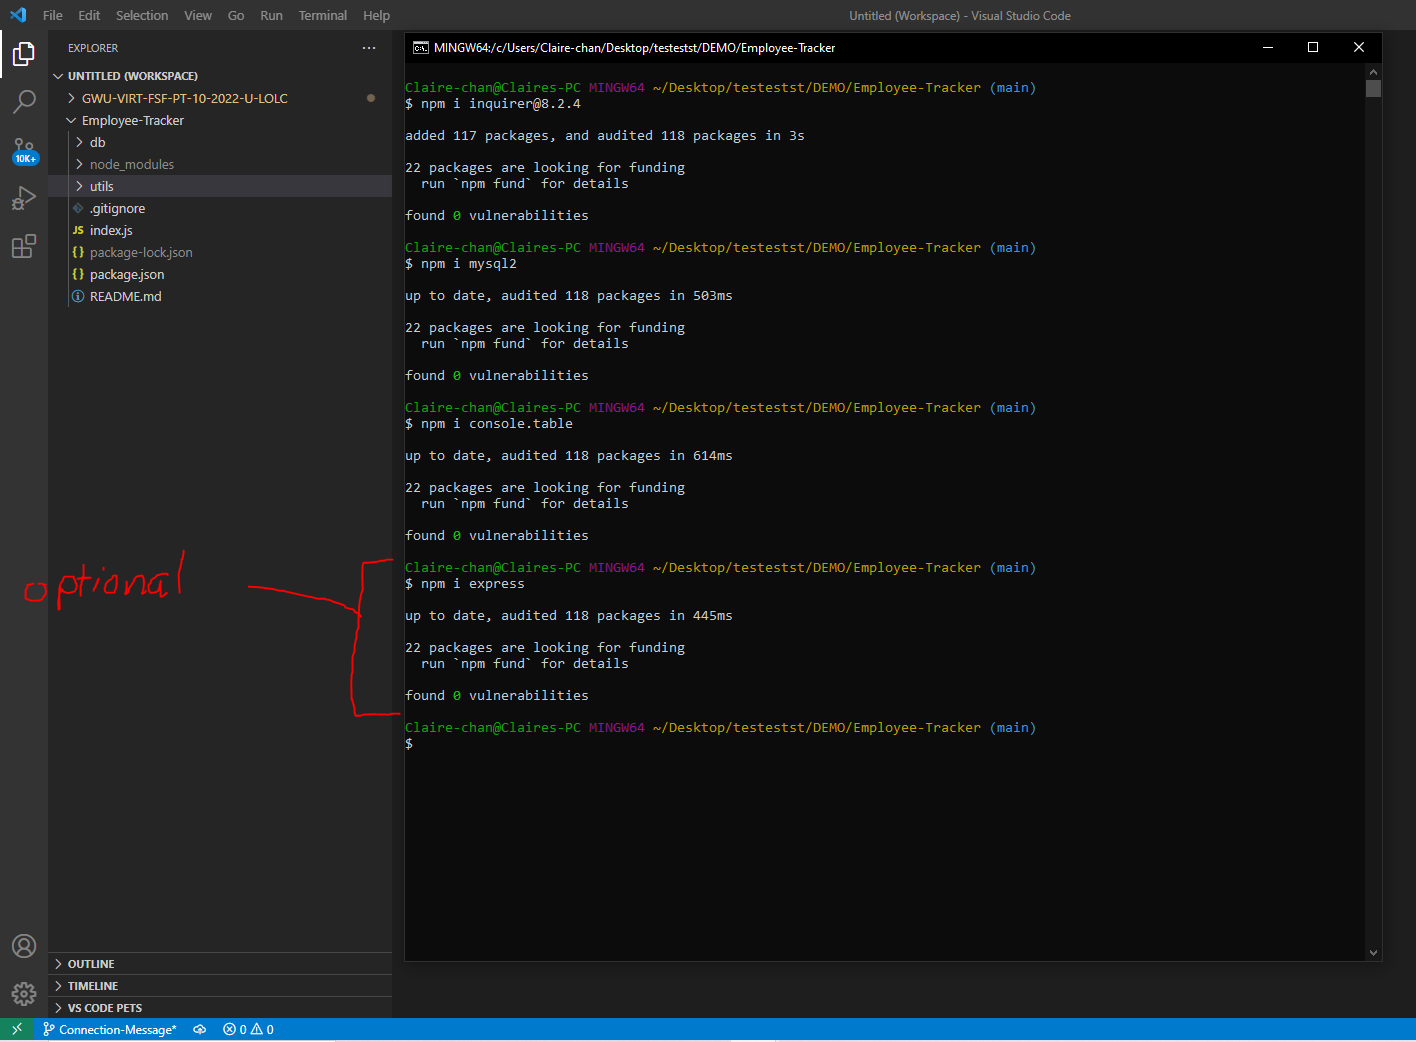 File Edit Selection View Go Run Terminal Help
Untitled (Workspace) - Visual Studio Code
EXPLORER
UNTITLED (WORKSPACE)
GWU-VIRT-FSF-PT-10-2022-U-LOLC
Employee-Tracker
db
node_modules
utils
.gitignore
JS index.js
{} package-lock.json
{} package.json
README.md
10K+
MINGW64:/c/Users/Claire-chan/Desktop/testestst/DEMO/Employee-Tracker
Claire-chan@Claires-PC MINGW64 ~/Desktop/testestst/DEMO/Employee-Tracker (main)
$ npm i inquirer@8.2.4
added 117 packages, and audited 118 packages in 3s
22 packages are looking for funding
run `npm fund` for details
found 0 vulnerabilities
Claire-chan@Claires-PC MINGW64 ~/Desktop/testestst/DEMO/Employee-Tracker (main)
$ npm i mysql2
up to date, audited 118 packages in 503ms
22 packages are looking for funding
run `npm fund` for details
found 0 vulnerabilities
Claire-chan@Claires-PC MINGW64 ~/Desktop/testestst/DEMO/Employee-Tracker (main)
$ npm i console.table
up to date, audited 118 packages in 614ms
22 packages are looking for funding
run `npm fund` for details
found 0 vulnerabilities
optional
Claire-chan@Claires-PC MINGW64 ~/Desktop/testestst/DEMO/Employee-Tracker (main)
$ npm i express
up to date, audited 118 packages in 445ms
22 packages are looking for funding
run `npm fund` for details
found 0 vulnerabilities
Claire-chan@Claires-PC MINGW64 ~/Desktop/testestst/DEMO/Employee-Tracker (main)
$
OUTLINE
TIMELINE
VS CODE PETS
Connection-Message* 0 0